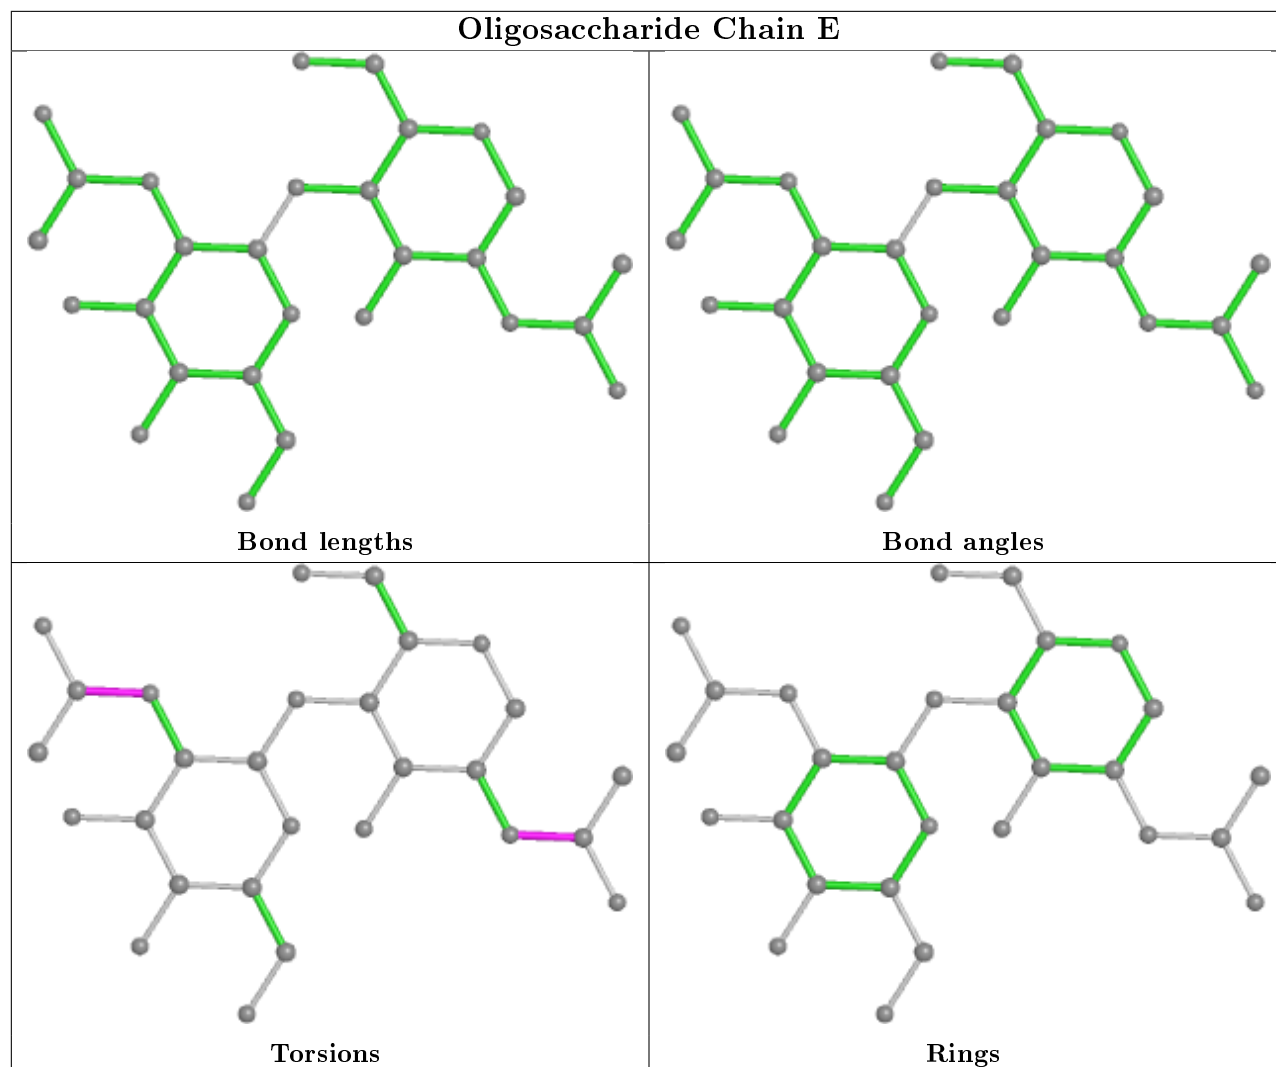 Oligosaccharide Chain E
Bond lengths
Bond angles
Torsions
Rings